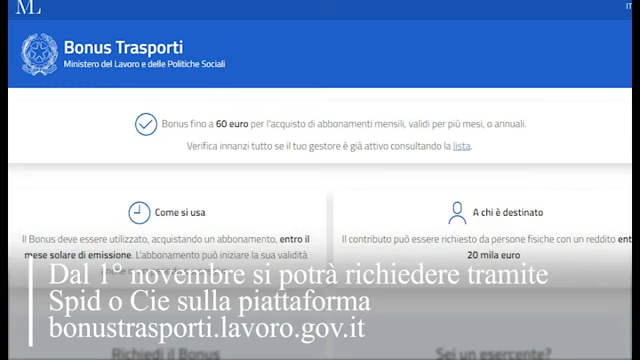 ML
IT
Bonus Trasporti
Ministero del Lavoro e delle Politiche Sociali
Bonus fino a 60 euro per l'acquisto di abbonamenti mensili, validi per più mesi, o annuali.
Verifica innanzi tutto se il tuo gestore è già attivo consultando la lista.
Come si usa
Il Bonus deve essere utilizzato, acquistando un abbonamento, entro il
mese solare di emissione. L'abbonamento può iniziare la sua validità
A chi è destinato
Il contributo può essere richiesto da persone fisiche con un reddito ent
20 mila euro
Dal 1° novembre si potrà richiedere tramite
Spid o Cie sulla piattaforma
bonustrasporti.lavoro.gov.it
Richiedi il Bonus
Sei un esercente?